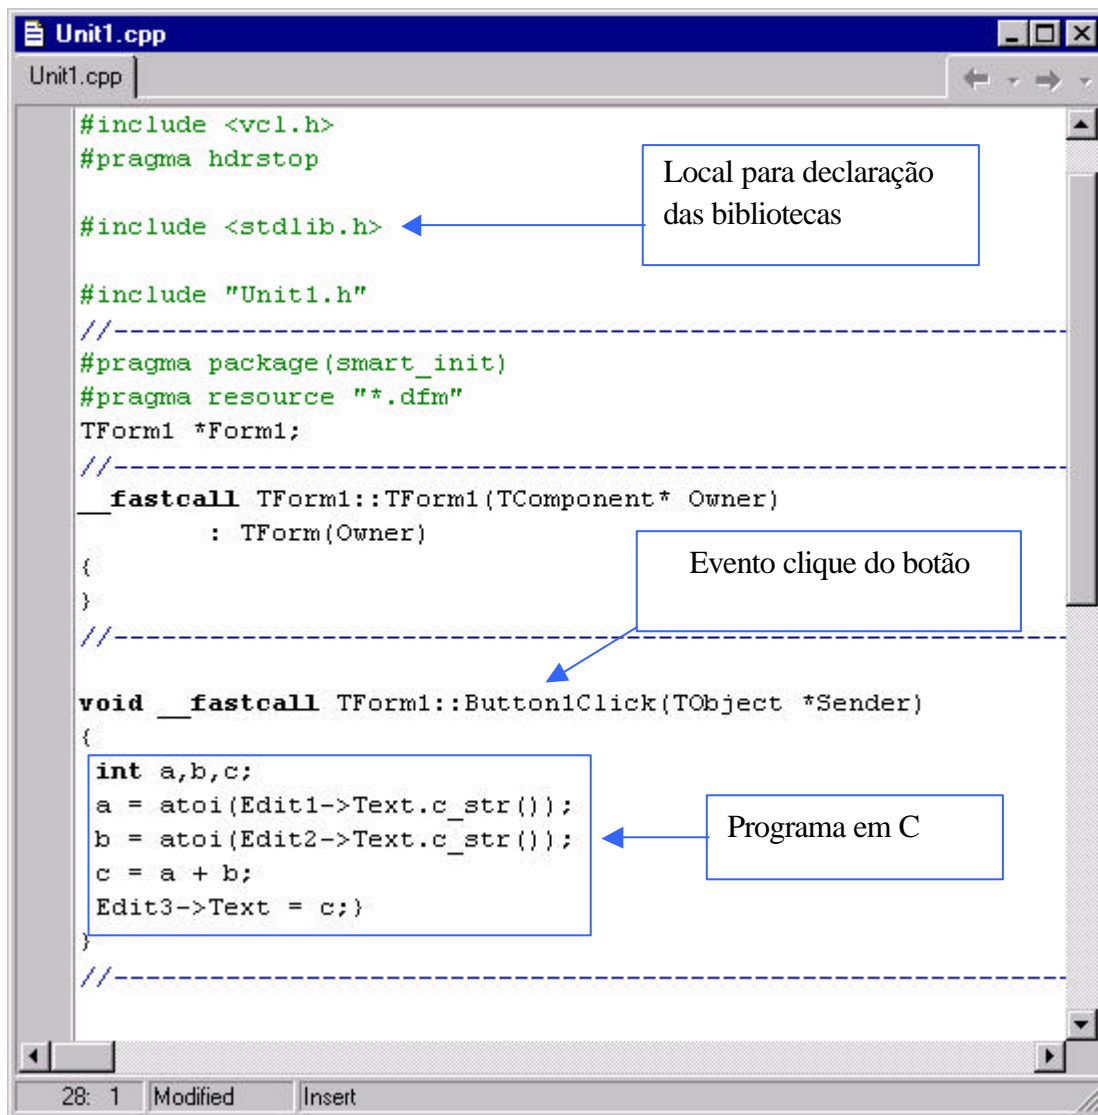 Unit1.cpp
Unit1.cpp
#include <vcl.h>
#pragma hdrstop
Local para declaração
das bibliotecas
#include <stdlib.h>
#include "Unit1.h"
//------------------------------------------------------------
#pragma package(smart_init)
#pragma resource "*.dfm"
TForm1 *Form1;
//------------------------------------------------------------
__fastcall TForm1::TForm1(TComponent* Owner)
: TForm(Owner)
{
Evento clique do botão
}
//------------------------------------------------------------
void __fastcall TForm1::Button1Click(TObject *Sender)
{
int a,b,c;
a = atoi(Edit1->Text.c_str());
b = atoi(Edit2->Text.c_str());
Programa em C
c = a + b;
Edit3->Text = c;}
}
//------------------------------------------------------------
28: 1 Modified Insert